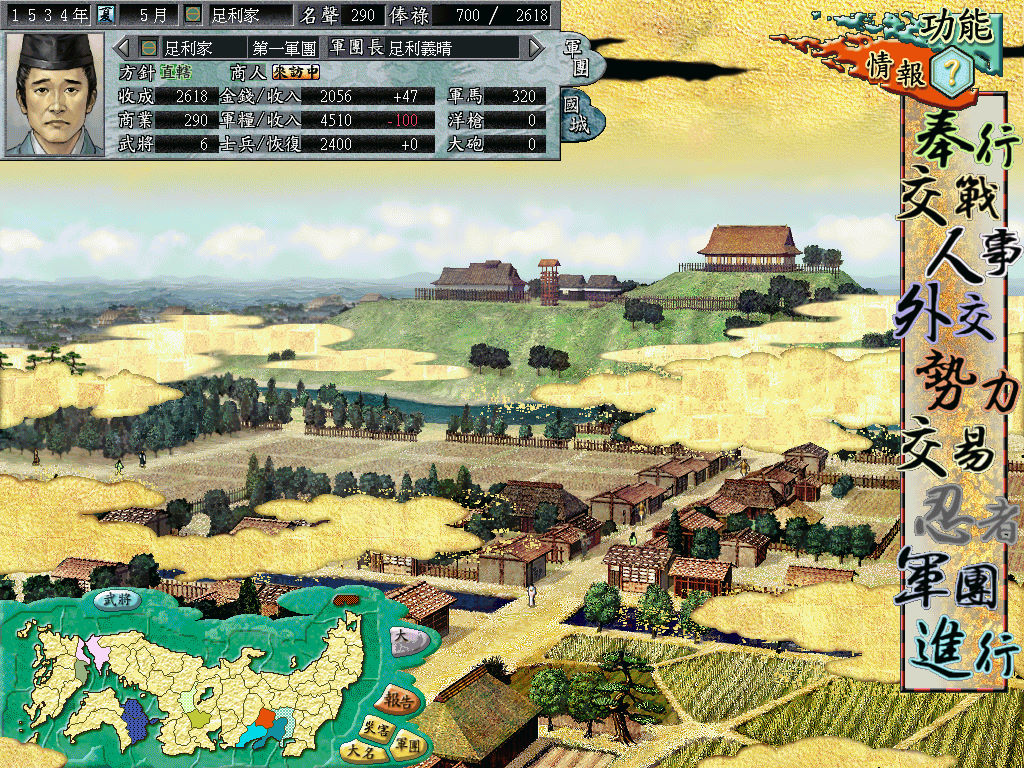 1534年 夏 5月 足利家 名聲 290 俸祿 700 / 2618
足利家 第一軍團 軍團長 足利義晴
方針 直轄 商人 來訪中
收成 2618 金錢/收入 2056 +47 軍馬 320
商業 290 軍糧/收入 4510 -100 洋槍 0
武將 6 士兵/恢復 2400 +0 大砲 0
軍團
國城
功能
情報 ?
奉行
交戰
人事
外交
勢力
交易
忍者
軍團
進行
武將
大
報告
災害
大名
軍團